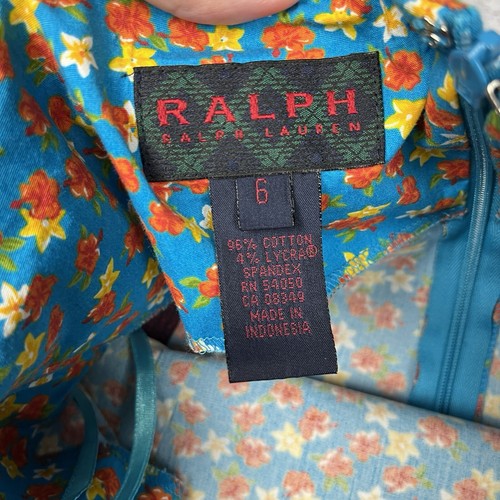 RALPH
RALPH LAUREN
6
96% COTTON
4% LYCRA®
SPANDEX
RN 54050
CA 08349
MADE IN
INDONESIA